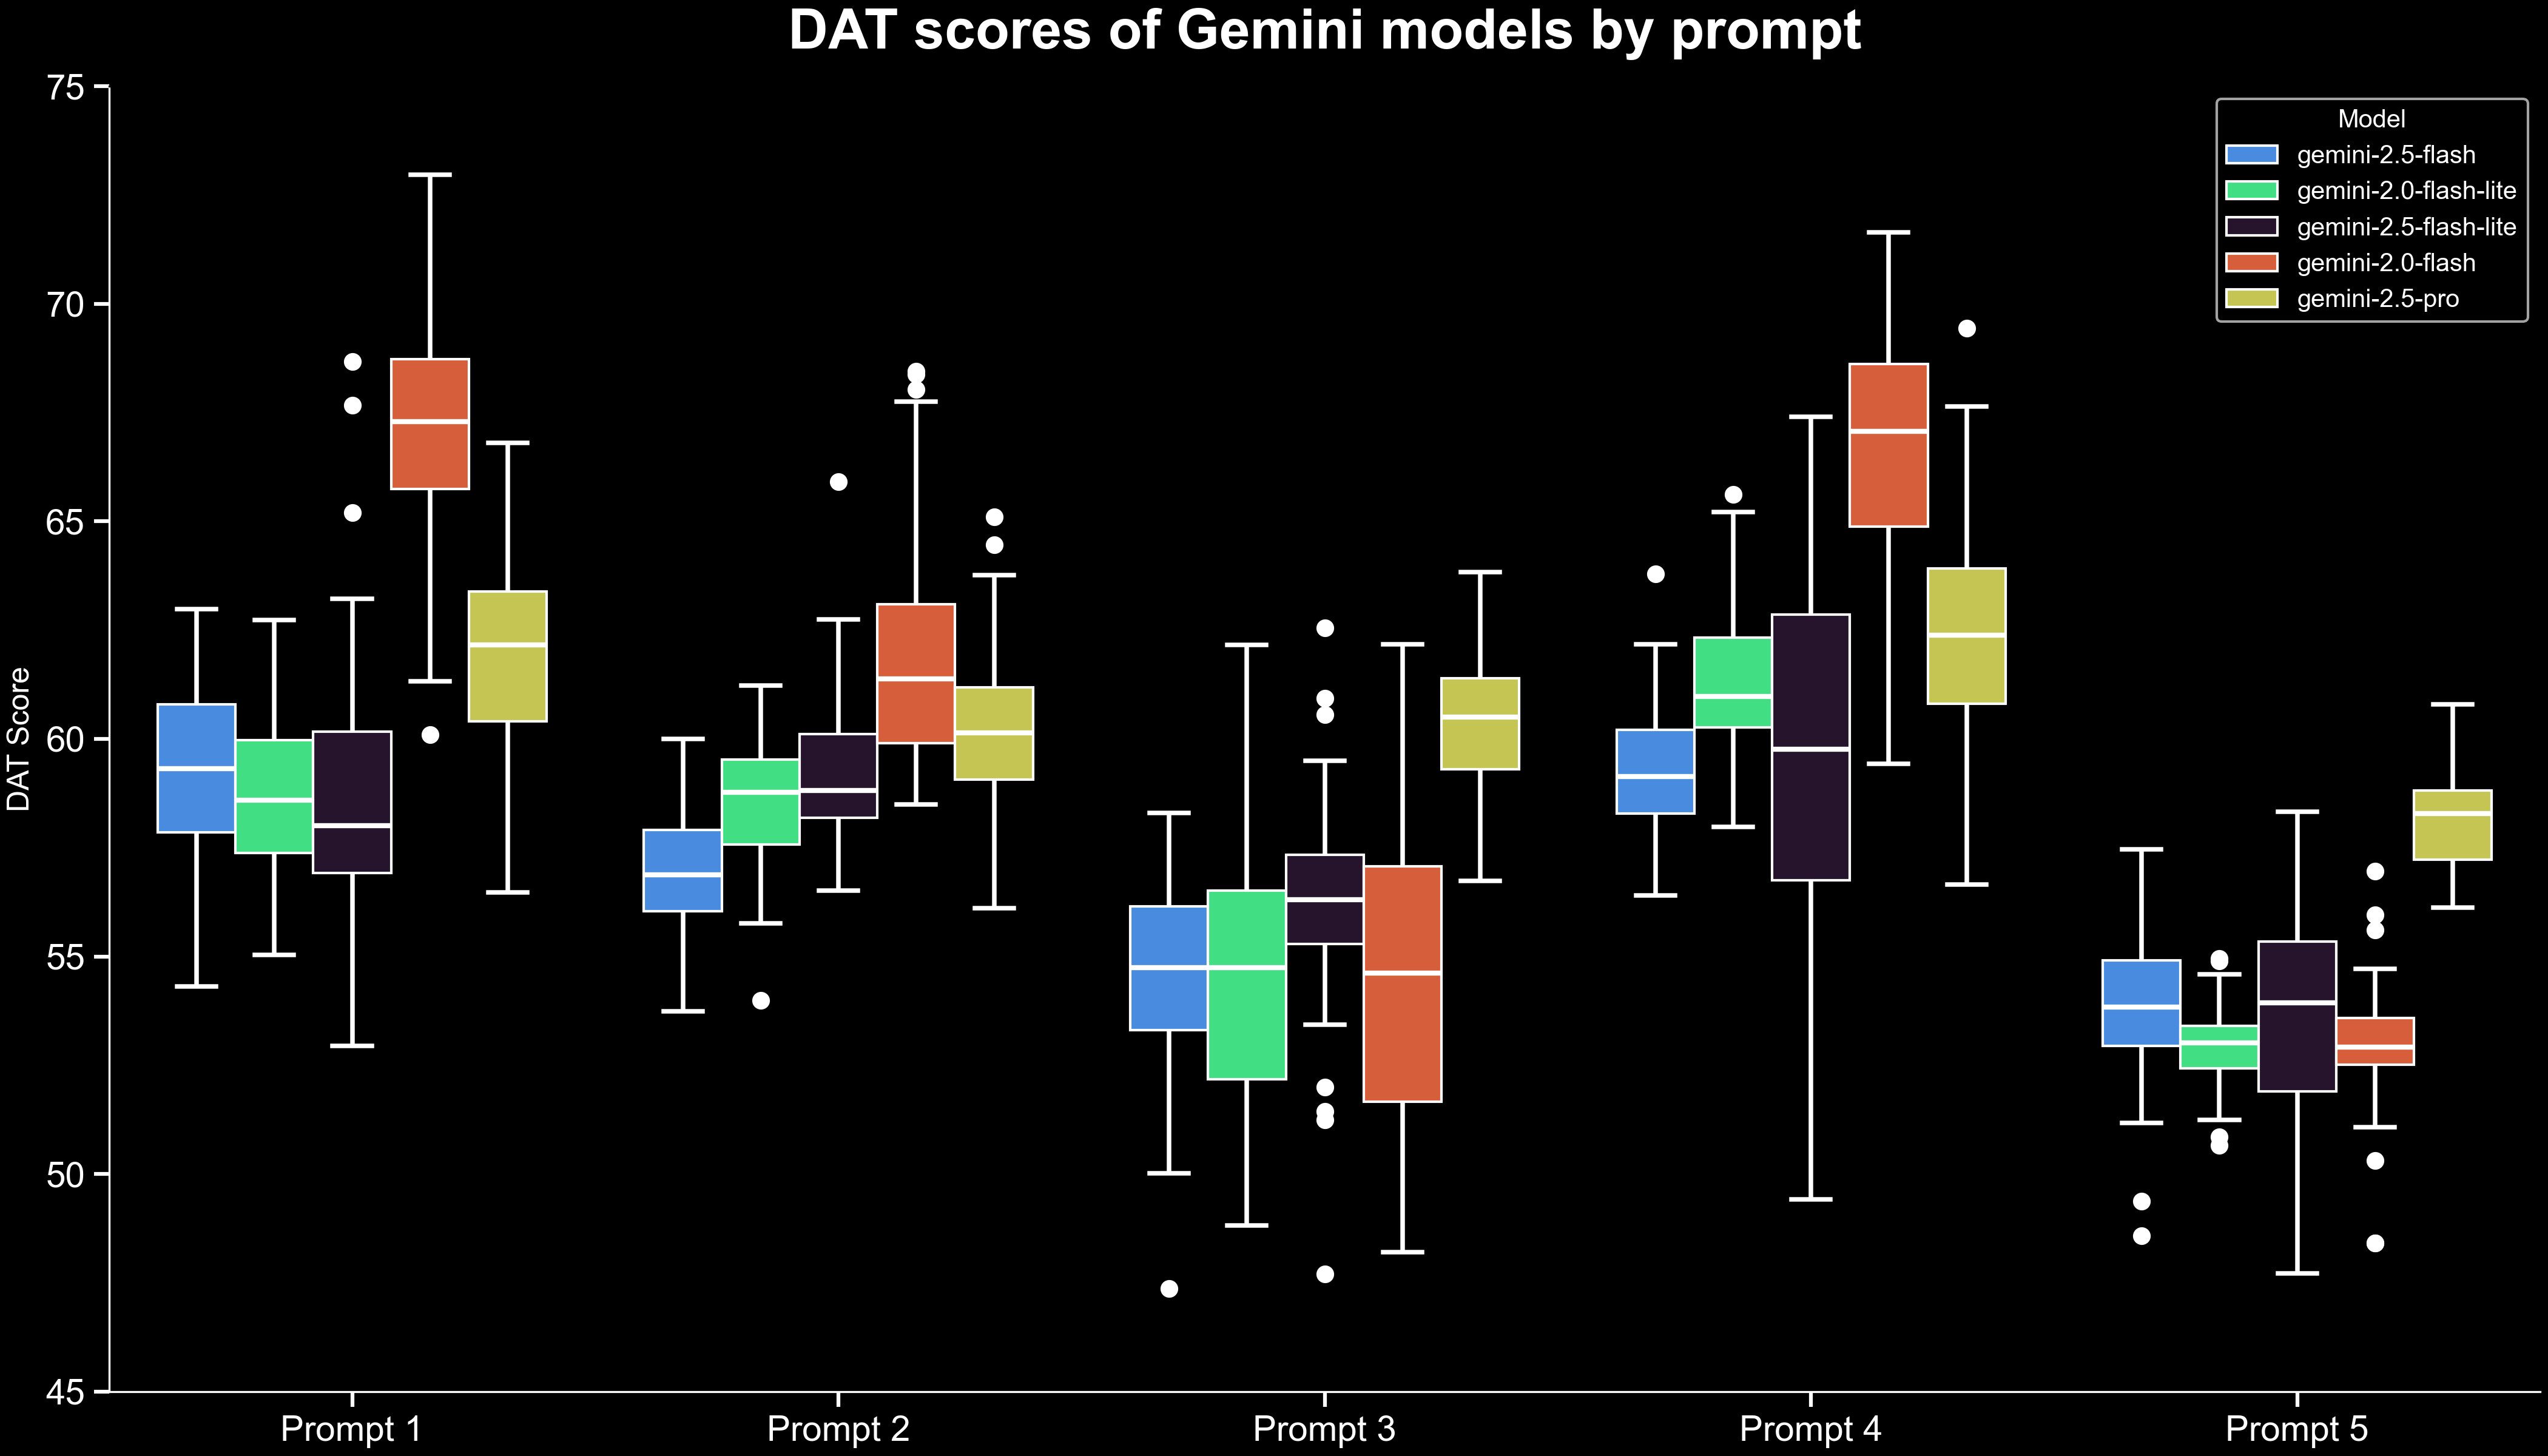 DAT scores of Gemini models by prompt
75
70
65
60
55
50
45
DAT Score
Model
gemini-2.5-flash
gemini-2.0-flash-lite
gemini-2.5-flash-lite
gemini-2.0-flash
gemini-2.5-pro
Prompt 1
Prompt 2
Prompt 3
Prompt 4
Prompt 5